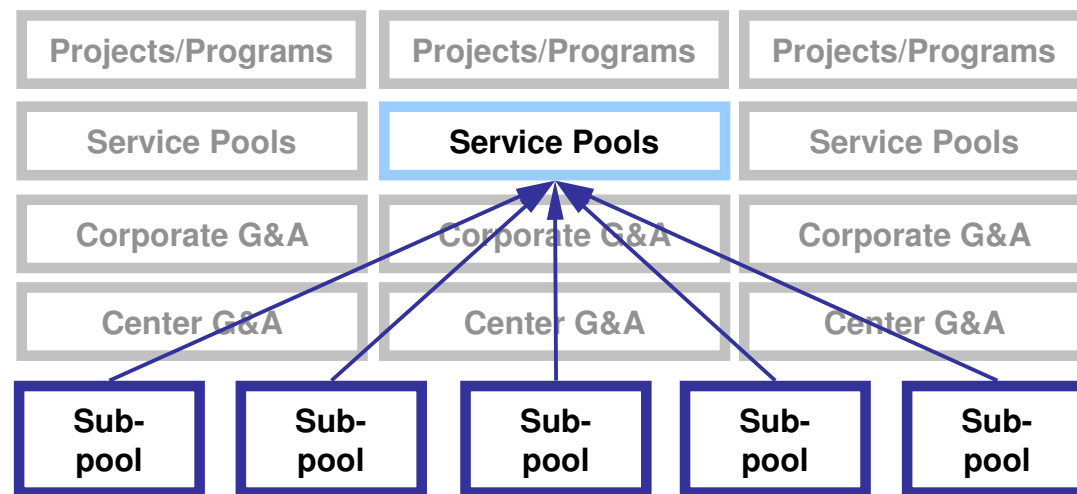 Projects/Programs Projects/Programs Projects/Programs
Service Pools Service Pools Service Pools
Corporate G&A Corporate G&A Corporate G&A
Center G&A Center G&A Center G&A
Sub- Sub- Sub- Sub- Sub-
pool pool pool pool pool